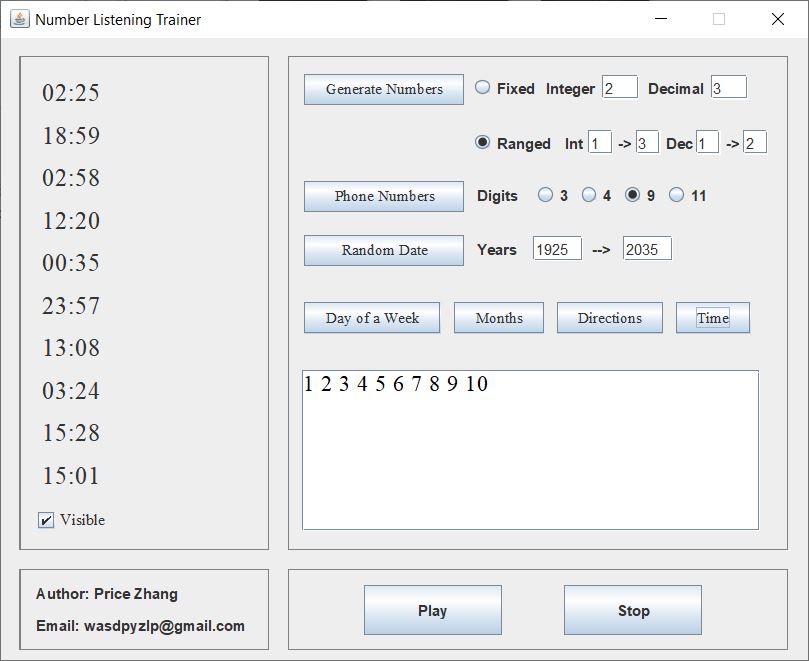 Number Listening Trainer
02:25
18:59
02:58
12:20
00:35
23:57
13:08
03:24
15:28
15:01
Visible
Generate Numbers Fixed Integer 2 Decimal 3
Ranged Int 1 -> 3 Dec 1 -> 2
Phone Numbers Digits 3 4 9 11
Random Date Years 1925 --> 2035
Day of a Week Months Directions Time
1 2 3 4 5 6 7 8 9 10
Author: Price Zhang
Email: wasdpyzlp@gmail.com
Play Stop